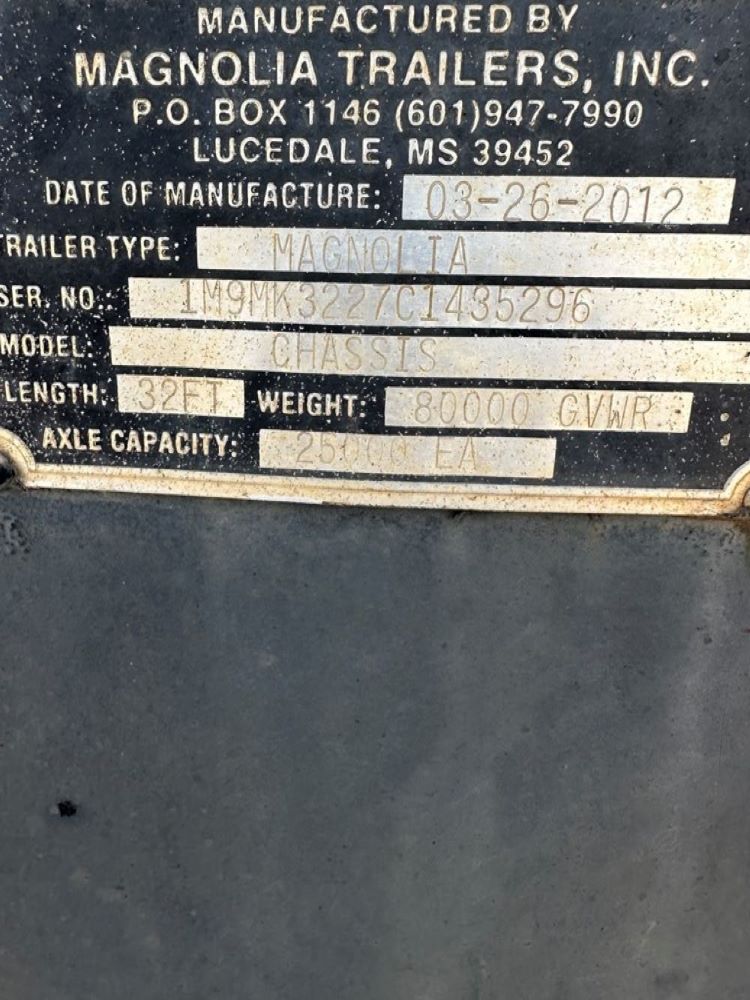 MANUFACTURED BY
MAGNOLIA TRAILERS, INC.
P.O. BOX 1146 (601)947-7990
LUCEDALE, MS 39452
DATE OF MANUFACTURE: 03-26-2012
RAILER TYPE: MAGNOLIA
SER. NO.: 1M9MK3227C1435296
MODEL: CHASSIS
LENGTH: 32FT WEIGHT: 80000 GVWR
AXLE CAPACITY: 25000 EA